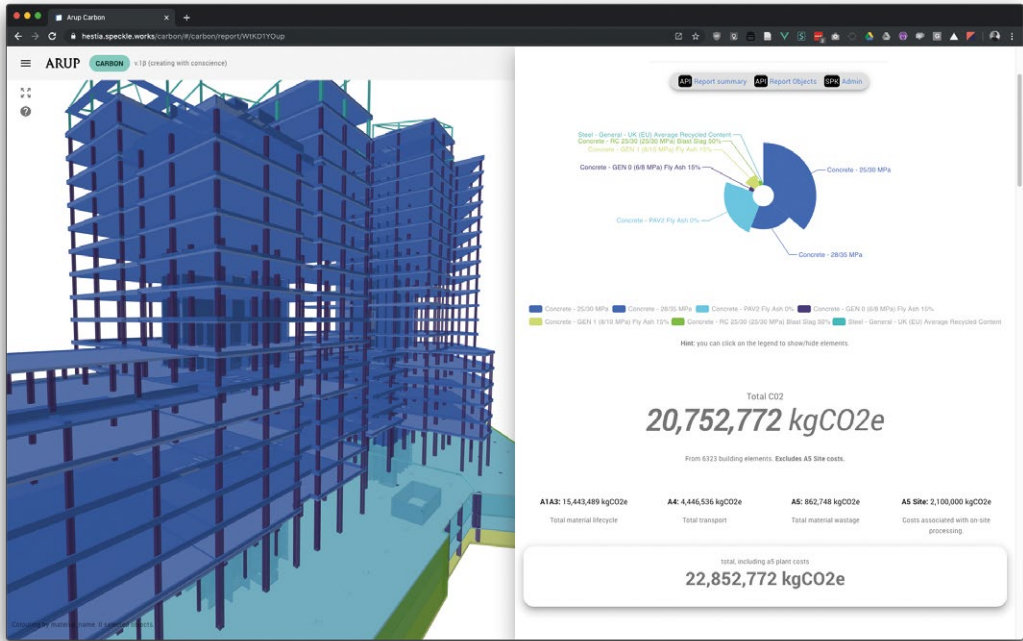 Arup Carbon
hestia.speckle.works/carbon/#/carbon/report/WtKD1YOup
ARUP CARBON v.1β (creating with conscience)
API Report summary API Report Objects SPK Admin
Steel - General - UK (EU) Average Recycled Content
Concrete - RC 25/30 (25/30 MPa) Blast Slag 50%
Concrete - GEN 1 (8/10 MPa) Fly Ash 15%
Concrete - GEN 0 (6/8 MPa) Fly Ash 15%
Concrete - 25/30 MPa
Concrete - PAV2 Fly Ash 0%
Concrete - 28/35 MPa
Concrete - 25/30 MPa Concrete - 28/35 MPa Concrete - PAV2 Fly Ash 0% Concrete - GEN 0 (6/8 MPa) Fly Ash 15%
Concrete - GEN 1 (8/10 MPa) Fly Ash 15% Concrete - RC 25/30 (25/30 MPa) Blast Slag 50% Steel - General - UK (EU) Average Recycled Content
Hint: you can click on the legend to show/hide elements.
Total CO2
20,752,772 kgCO2e
From 6323 building elements. Excludes A5 Site costs.
A1A3: 15,443,489 kgCO2e A4: 4,446,536 kgCO2e A5: 862,748 kgCO2e A5 Site: 2,100,000 kgCO2e
Total material lifecycle Total transport Total material wastage Costs associated with on-site
processing.
total, including a5 plant costs
22,852,772 kgCO2e
Colouring by material name. 0 selected objects.